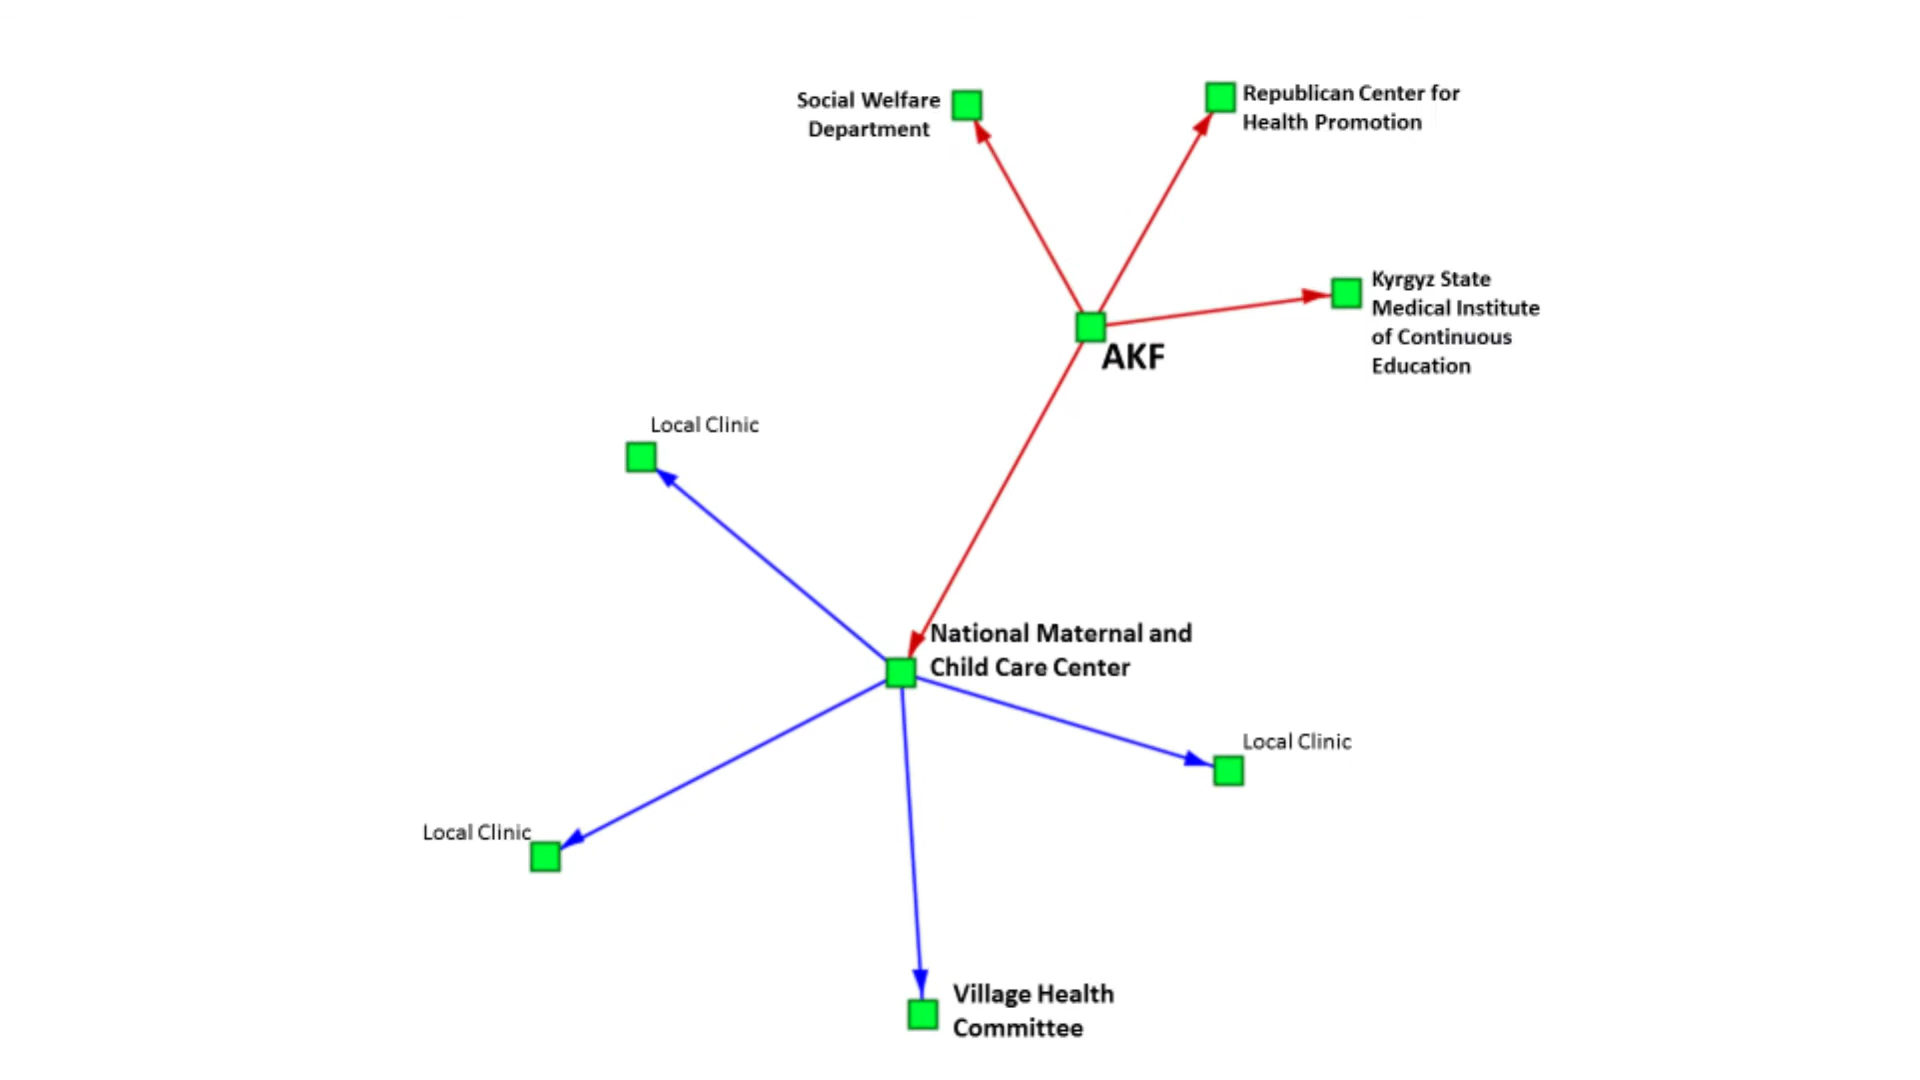 Social Welfare
Department
Republican Center for
Health Promotion
Kyrgyz State
Medical Institute
of Continuous
Education
AKF
Local Clinic
National Maternal and
Child Care Center
Local Clinic
Local Clinic
Village Health
Committee